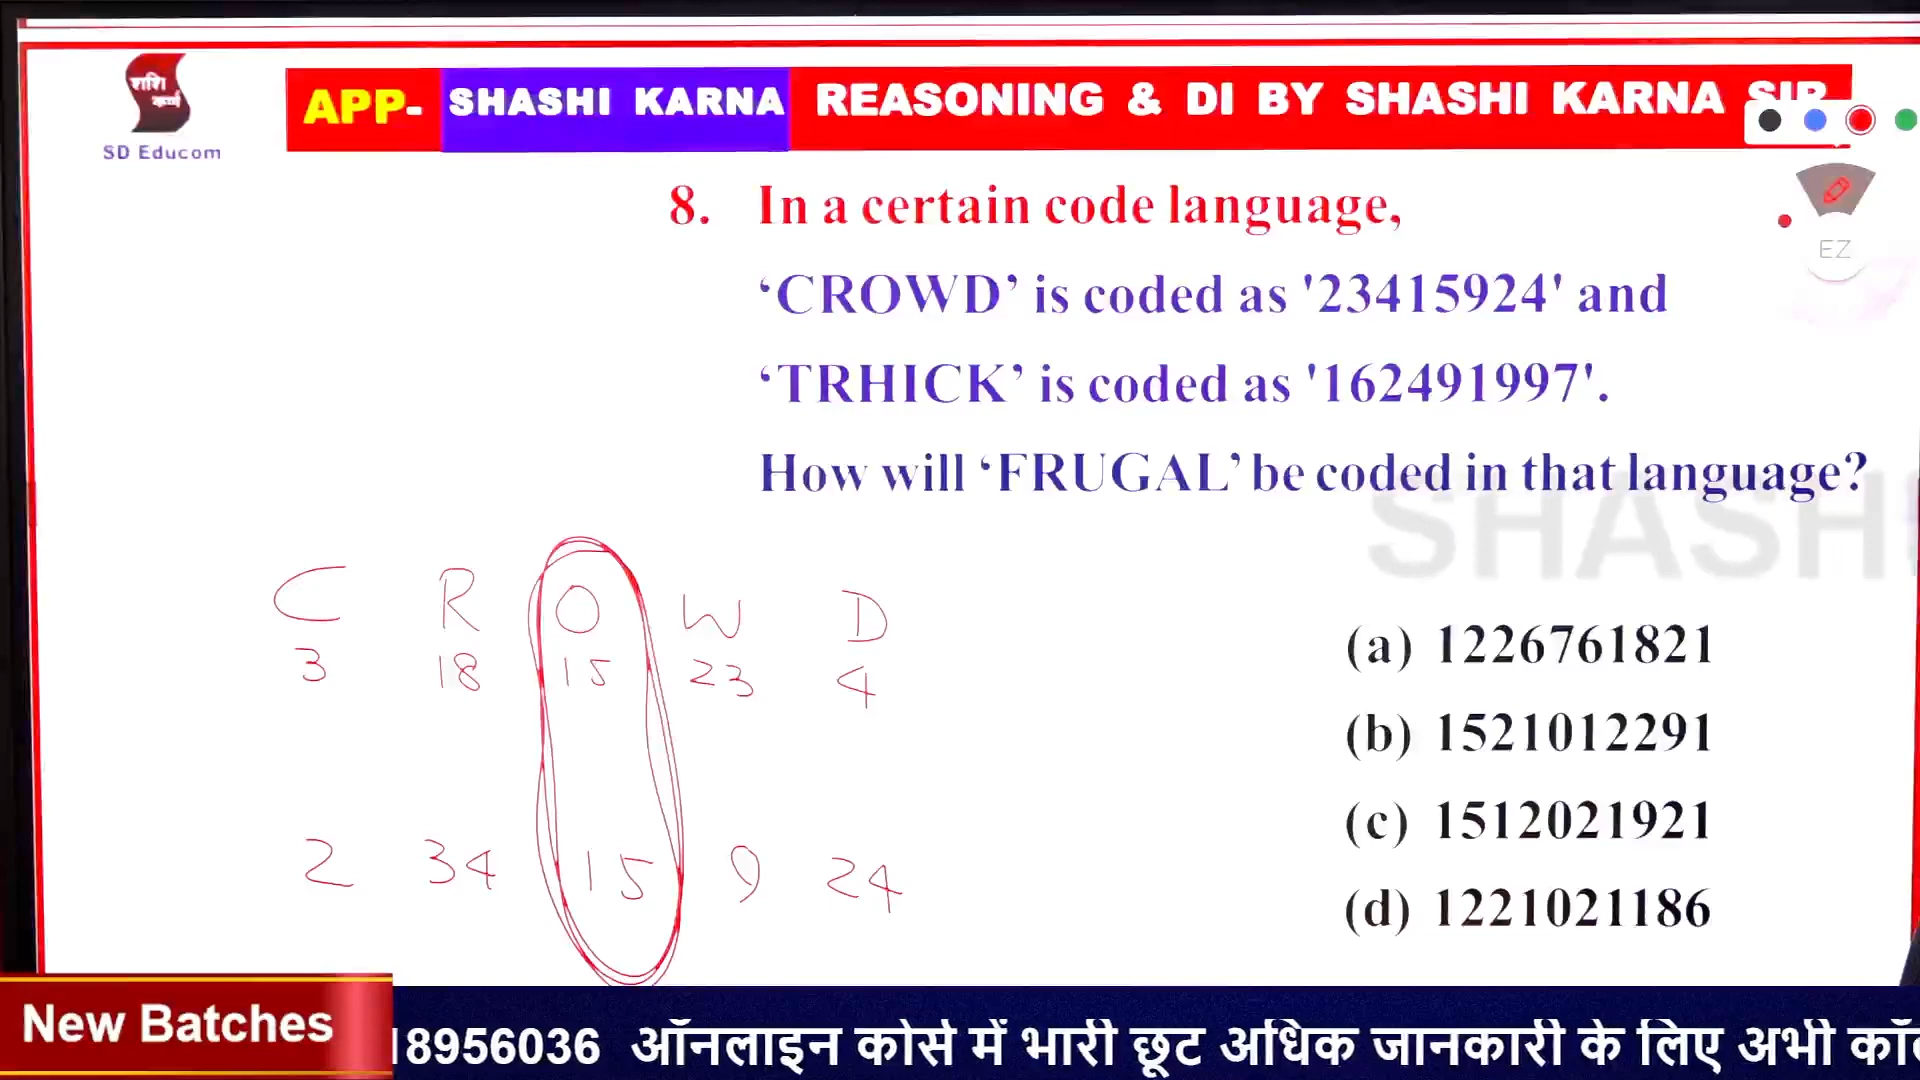 शशि
कर्ण
SD Educom
APP- SHASHI KARNA REASONING & DI BY SHASHI KARNA SIR
EZ
8. In a certain code language,
‘CROWD’ is coded as '23415924' and
‘TRHICK’ is coded as '162491997'.
How will ‘FRUGAL’ be coded in that language?
SHASH
C R O W D
3 18 15 23 4
2 34 15 9 24
(a) 1226761821
(b) 1521012291
(c) 1512021921
(d) 1221021186
New Batches
18956036 ऑनलाइन कोर्स में भारी छूट अधिक जानकारी के लिए अभी कॉल